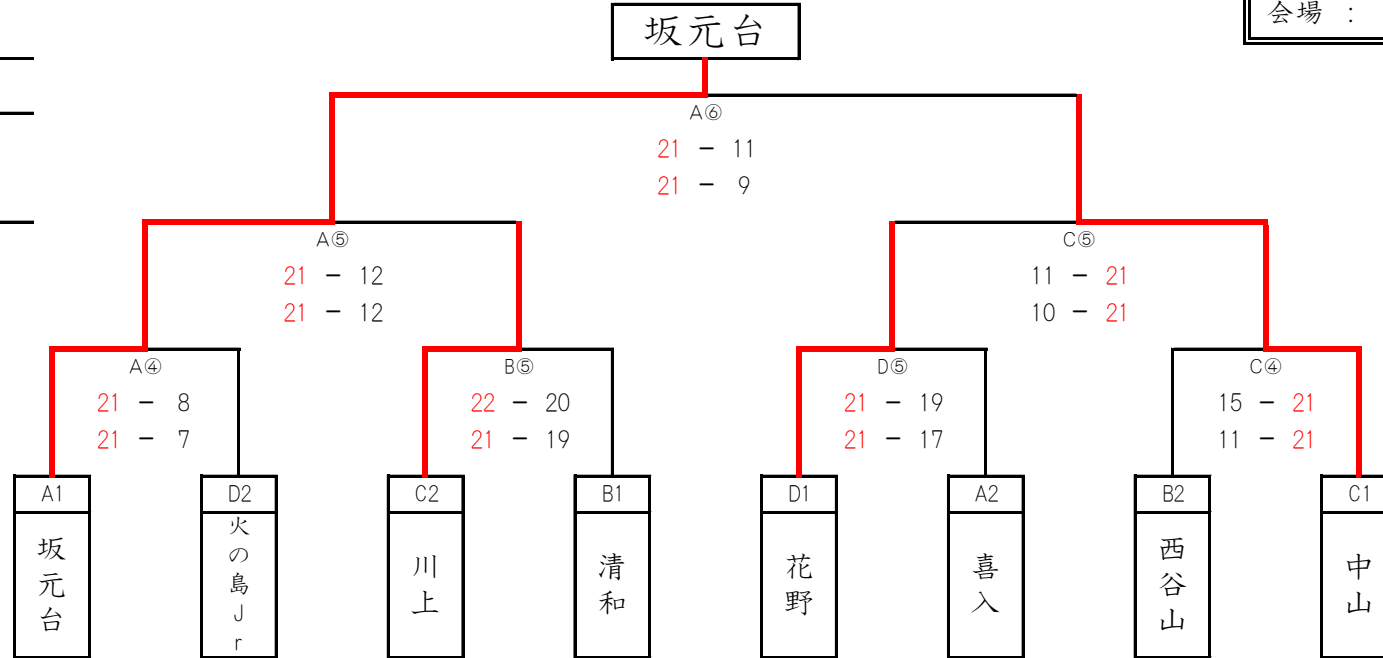 会場 :
坂元台
A⑥
21 - 11
21 - 9
A⑤
21 - 12
21 - 12
C⑤
11 - 21
10 - 21
A④
21 - 8
21 - 7
B⑤
22 - 20
21 - 19
D⑤
21 - 19
21 - 17
C④
15 - 21
11 - 21
A1
坂元台
D2
火の島Jr
C2
川上
B1
清和
D1
花野
A2
喜入
B2
西谷山
C1
中山